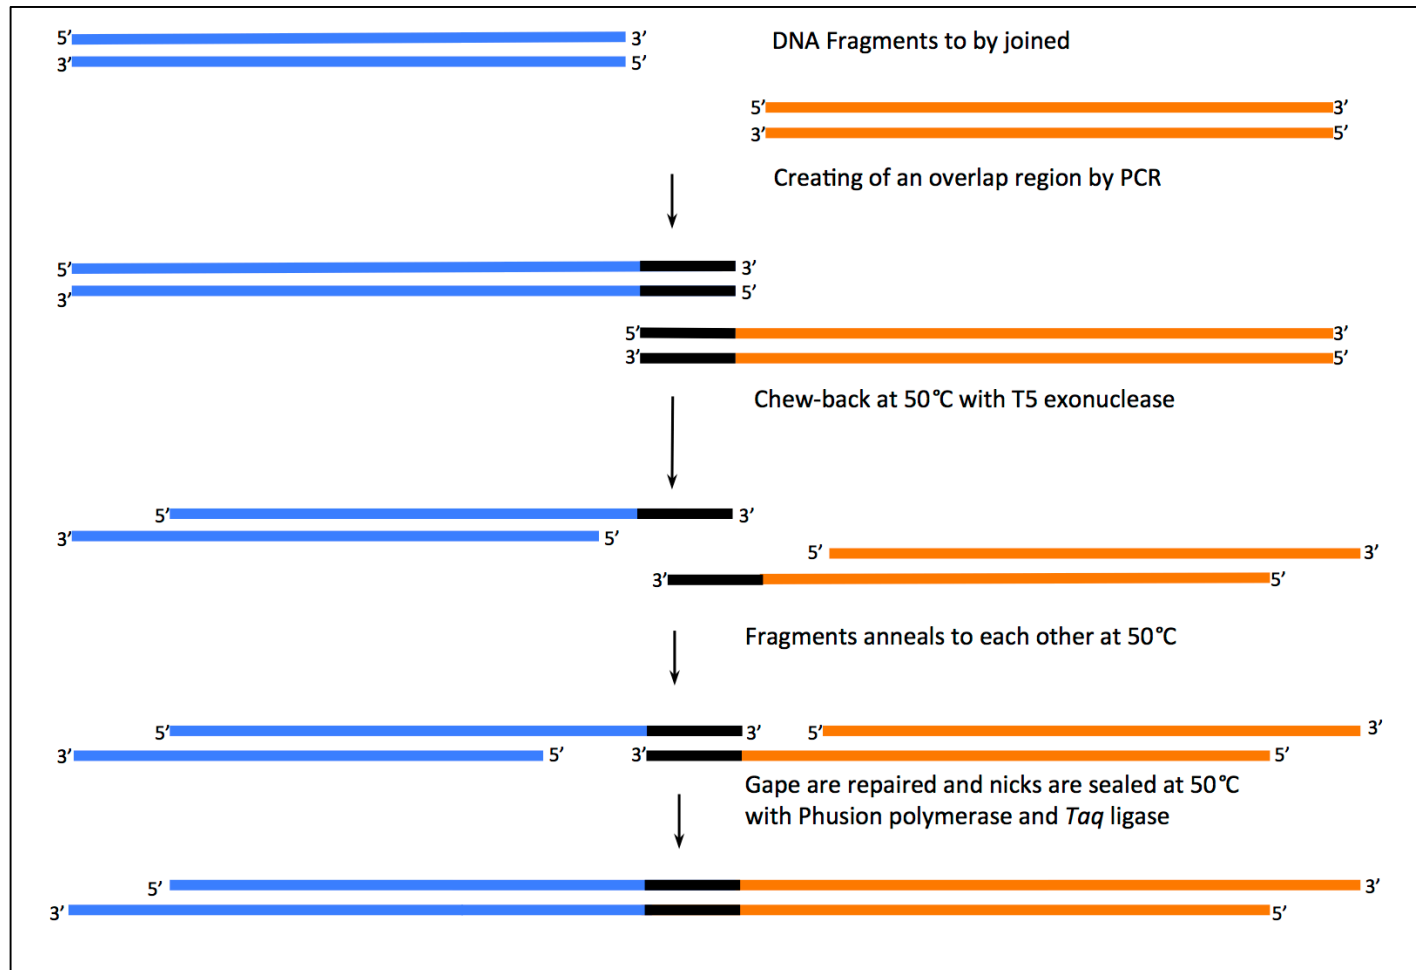 5’ 3’ DNA Fragments to by joined
3’ 5’
5’ 3’
3’ 5’
Creating of an overlap region by PCR
5’ 3’
3’ 5’
5’ 3’
3’ 5’
Chew-back at 50°C with T5 exonuclease
5’ 3’
3’ 5’
5’ 3’
3’ 5’
Fragments anneals to each other at 50°C
5’ 3’ 5’ 3’
3’ 5’ 3’ 5’
Gape are repaired and nicks are sealed at 50°C
with Phusion polymerase and Taq ligase
5’ 3’
3’ 5’